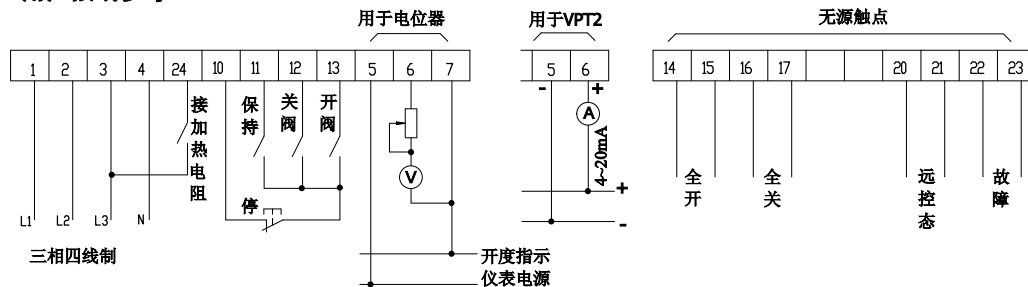 用于电位器
用于VPT2
无源触点
1 2 3 4 24 10 11 12 13 5 6 7
5 6
14 15 16 17 20 21 22 23
接加热电阻
保持
关阀
开阀
- +
A
4~20mA
V
全开
全关
远控态
故障
停
+
-
L1 L2 L3 N
三相四线制
开度指示
仪表电源